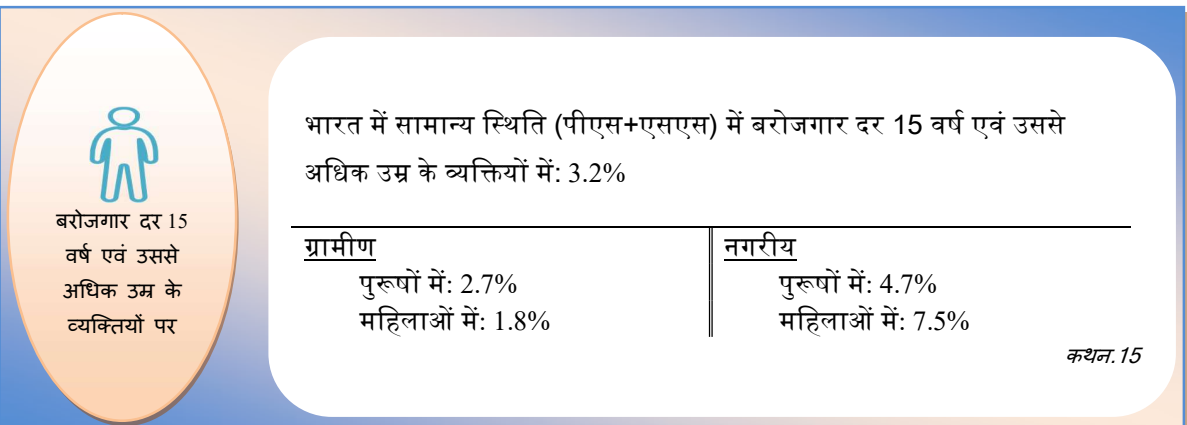 बरोजगार दर 15
वर्ष एवं उससे
अधिक उम्र के
व्यक्तियों पर
भारत में सामान्य स्थिति (पीएस+एसएस) में बरोजगार दर 15 वर्ष एवं उससे
अधिक उम्र के व्यक्तियों में: 3.2%
ग्रामीण
पुरूषों में: 2.7%
महिलाओं में: 1.8%
नगरीय
पुरूषों में: 4.7%
महिलाओं में: 7.5%
कथन.15